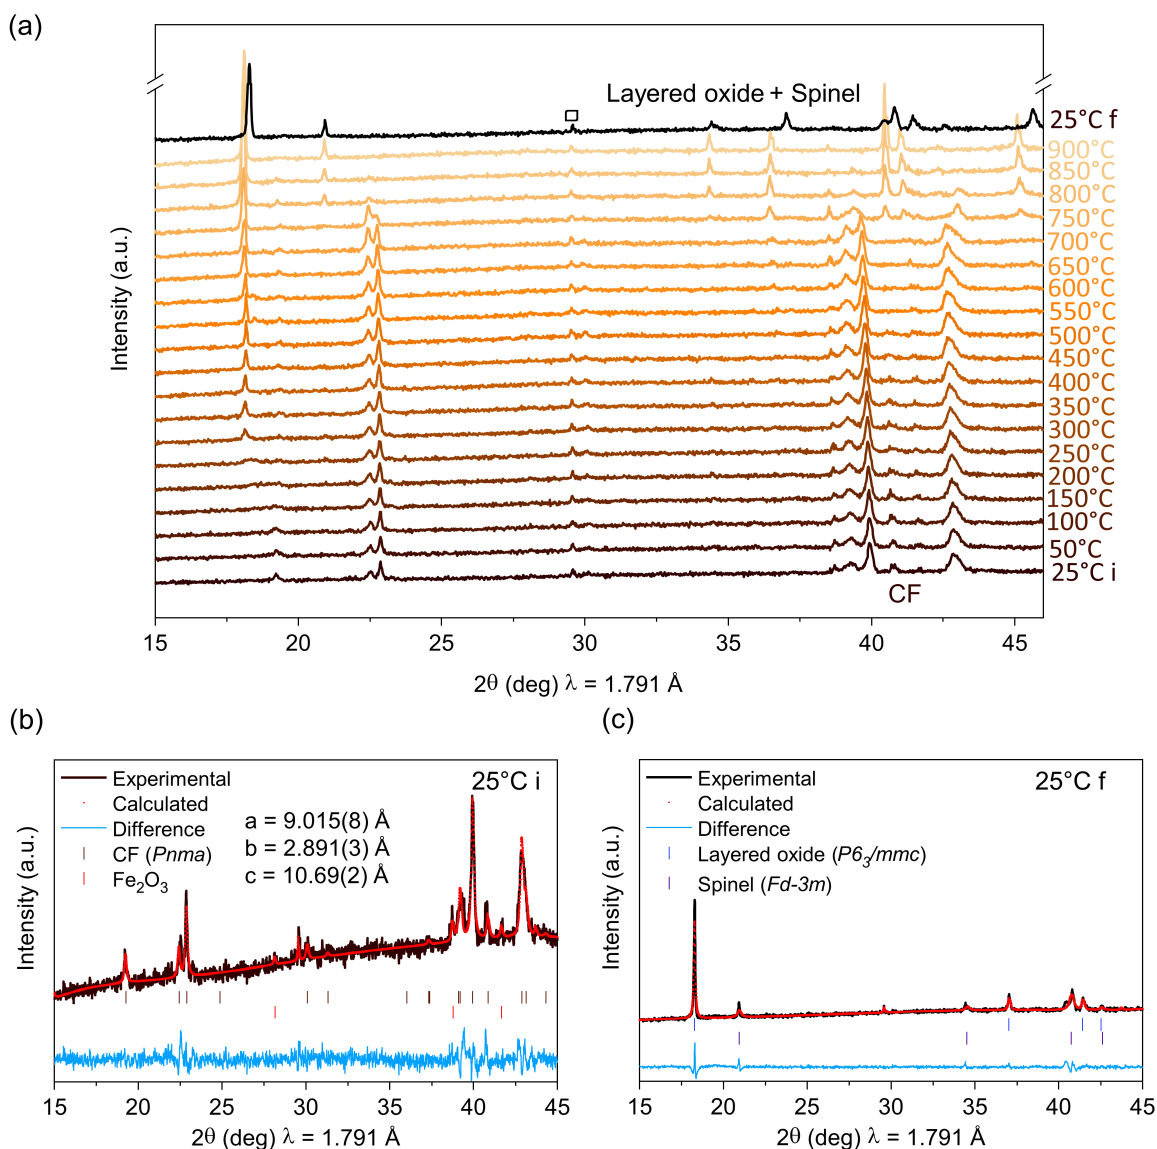 (a)
Layered oxide + Spinel
25°C f
900°C
850°C
800°C
750°C
700°C
650°C
600°C
550°C
500°C
450°C
400°C
350°C
300°C
250°C
200°C
150°C
100°C
50°C
25°C i
CF
Intensity (a.u.)
15 20 25 30 35 40 45
2θ (deg) λ = 1.791 Å
(b)
Experimental
Calculated
Difference
CF (Pnma)
Fe2O3
25°C i
a = 9.015(8) Å
b = 2.891(3) Å
c = 10.69(2) Å
Intensity (a.u.)
15 20 25 30 35 40 45
2θ (deg) λ = 1.791 Å
(c)
Experimental
Calculated
Difference
Layered oxide (P63/mmc)
Spinel (Fd-3m)
25°C f
Intensity (a.u.)
15 20 25 30 35 40 45
2θ (deg) λ = 1.791 Å